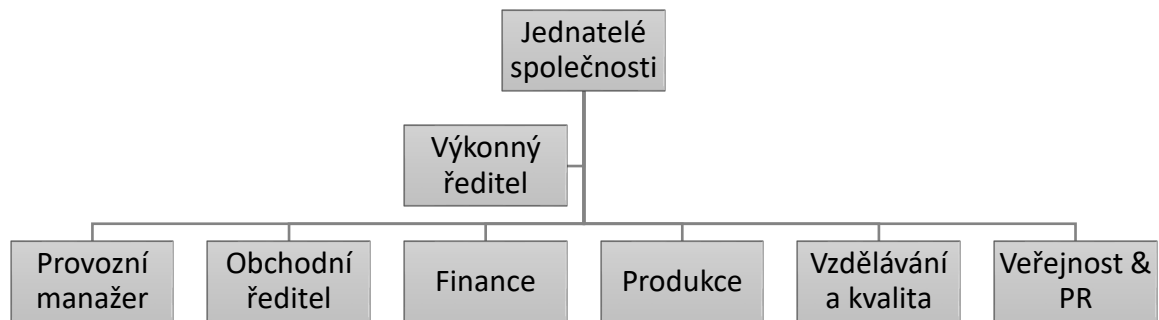 Jednatelé
společnosti
Výkonný
ředitel
Provozní
manažer
Obchodní
ředitel
Finance
Produkce
Vzdělávání
a kvalita
Veřejnost &
PR